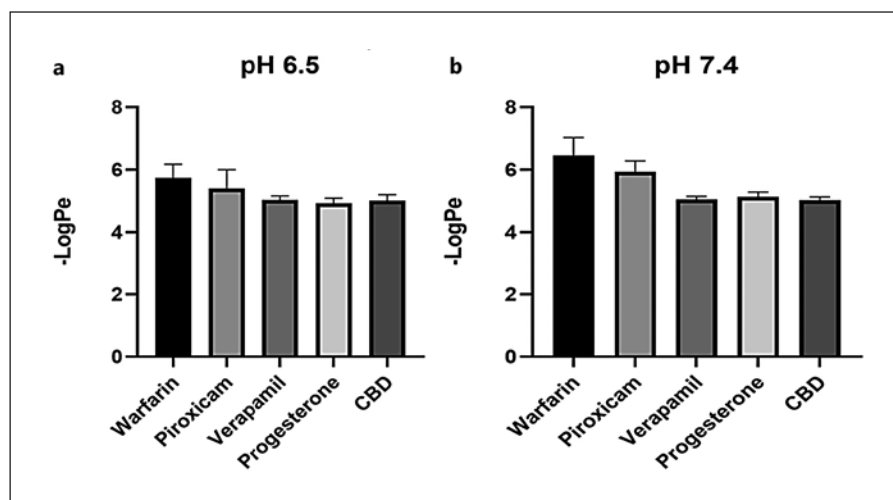 a
pH 6.5
-LogPe
8
6
4
2
0
Warfarin
Piroxicam
Verapamil
Progesterone
CBD
b
pH 7.4
-LogPe
8
6
4
2
0
Warfarin
Piroxicam
Verapamil
Progesterone
CBD